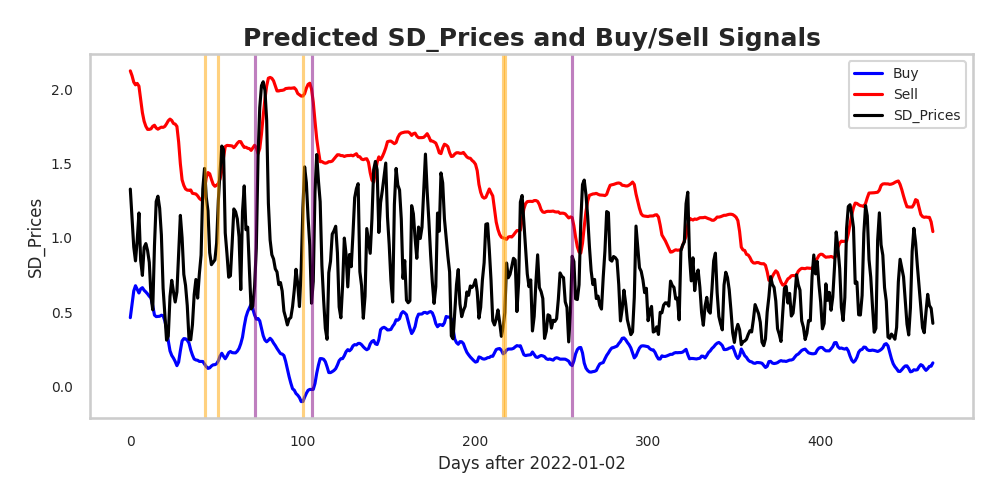 Predicted SD_Prices and Buy/Sell Signals
Buy
Sell
SD_Prices
2.0
1.5
1.0
0.5
0.0
SD_Prices
0
100
200
300
400
Days after 2022-01-02